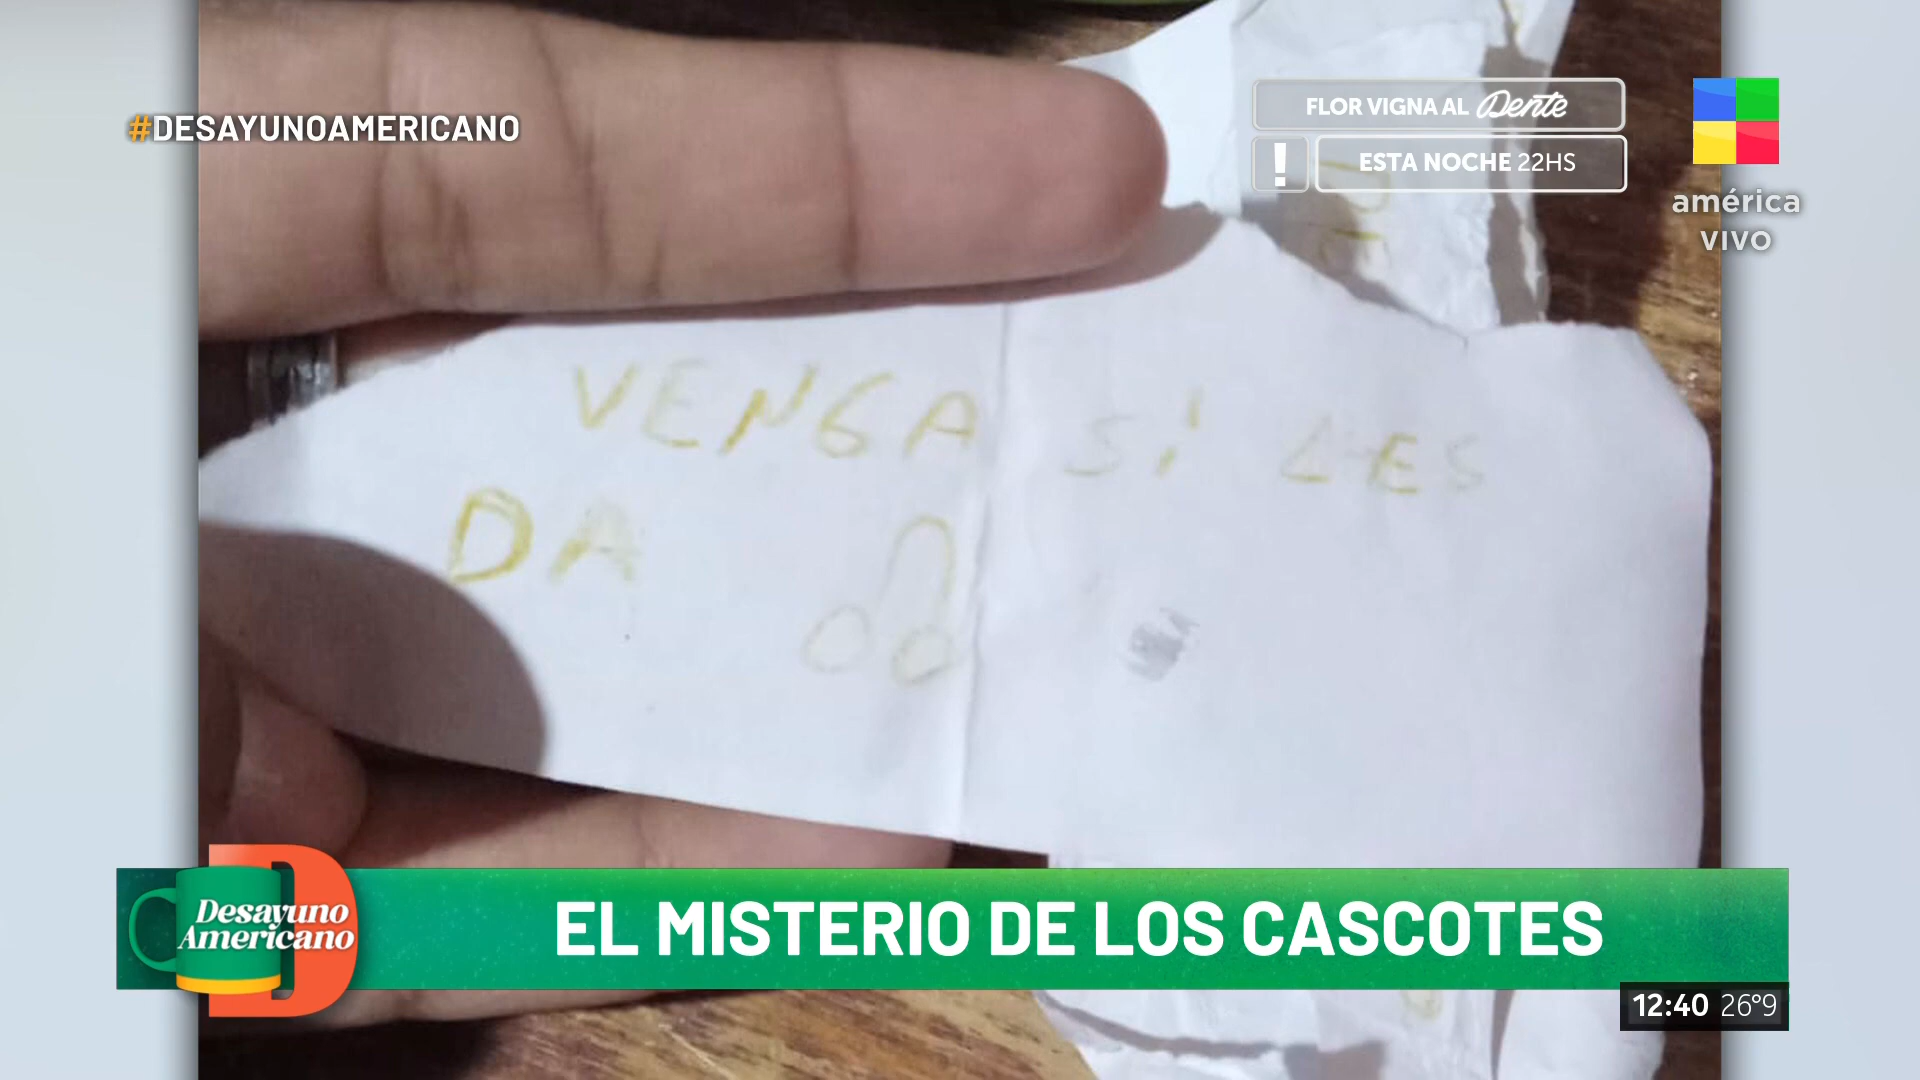 #DESAYUNOAMERICANO
FLOR VIGNA AL Dente
! ESTA NOCHE 22HS
américa
VIVO
VENGA SI LES
DA
Desayuno
Americano
EL MISTERIO DE LOS CASCOTES
12:40 26°9